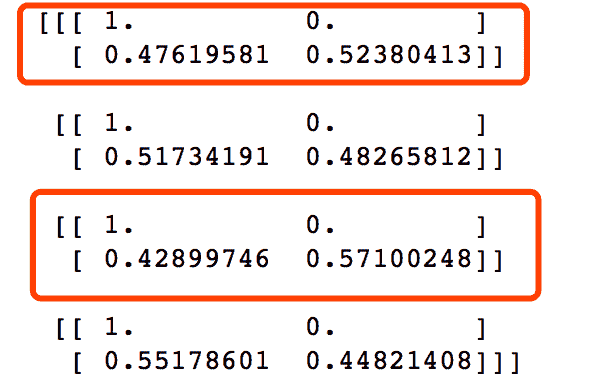 [[[ 1. 0. ]
[ 0.47619581 0.52380413]]
[[ 1. 0. ]
[ 0.51734191 0.48265812]]
[[ 1. 0. ]
[ 0.42899746 0.57100248]]
[[ 1. 0. ]
[ 0.55178601 0.44821408]]]